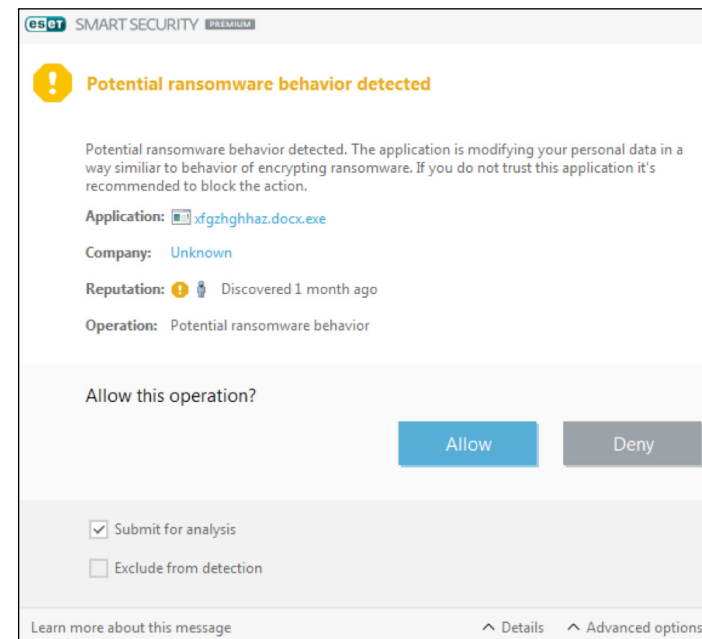 eset SMART SECURITY PREMIUM
Potential ransomware behavior detected
Potential ransomware behavior detected. The application is modifying your personal data in a
way similiar to behavior of encrypting ransomware. If you do not trust this application it's
recommended to block the action.
Application: xfgzhghhaz.docx.exe
Company: Unknown
Reputation: Discovered 1 month ago
Operation: Potential ransomware behavior
Allow this operation?
Allow Deny
Submit for analysis
Exclude from detection
Learn more about this message Details Advanced options